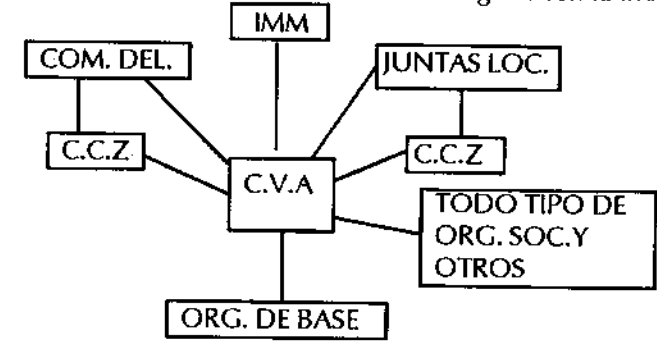 IMM
COM. DEL.
JUNTAS LOC.
C.C.Z.
C.C.Z
C.V.A
TODO TIPO DE
ORG. SOC.Y
OTROS
ORG. DE BASE